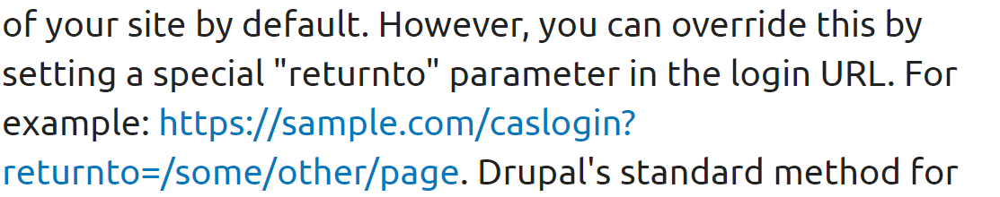 of your site by default. However, you can override this by
setting a special "returnto" parameter in the login URL. For
example: https://sample.com/caslogin?
returnto=/some/other/page. Drupal's standard method for